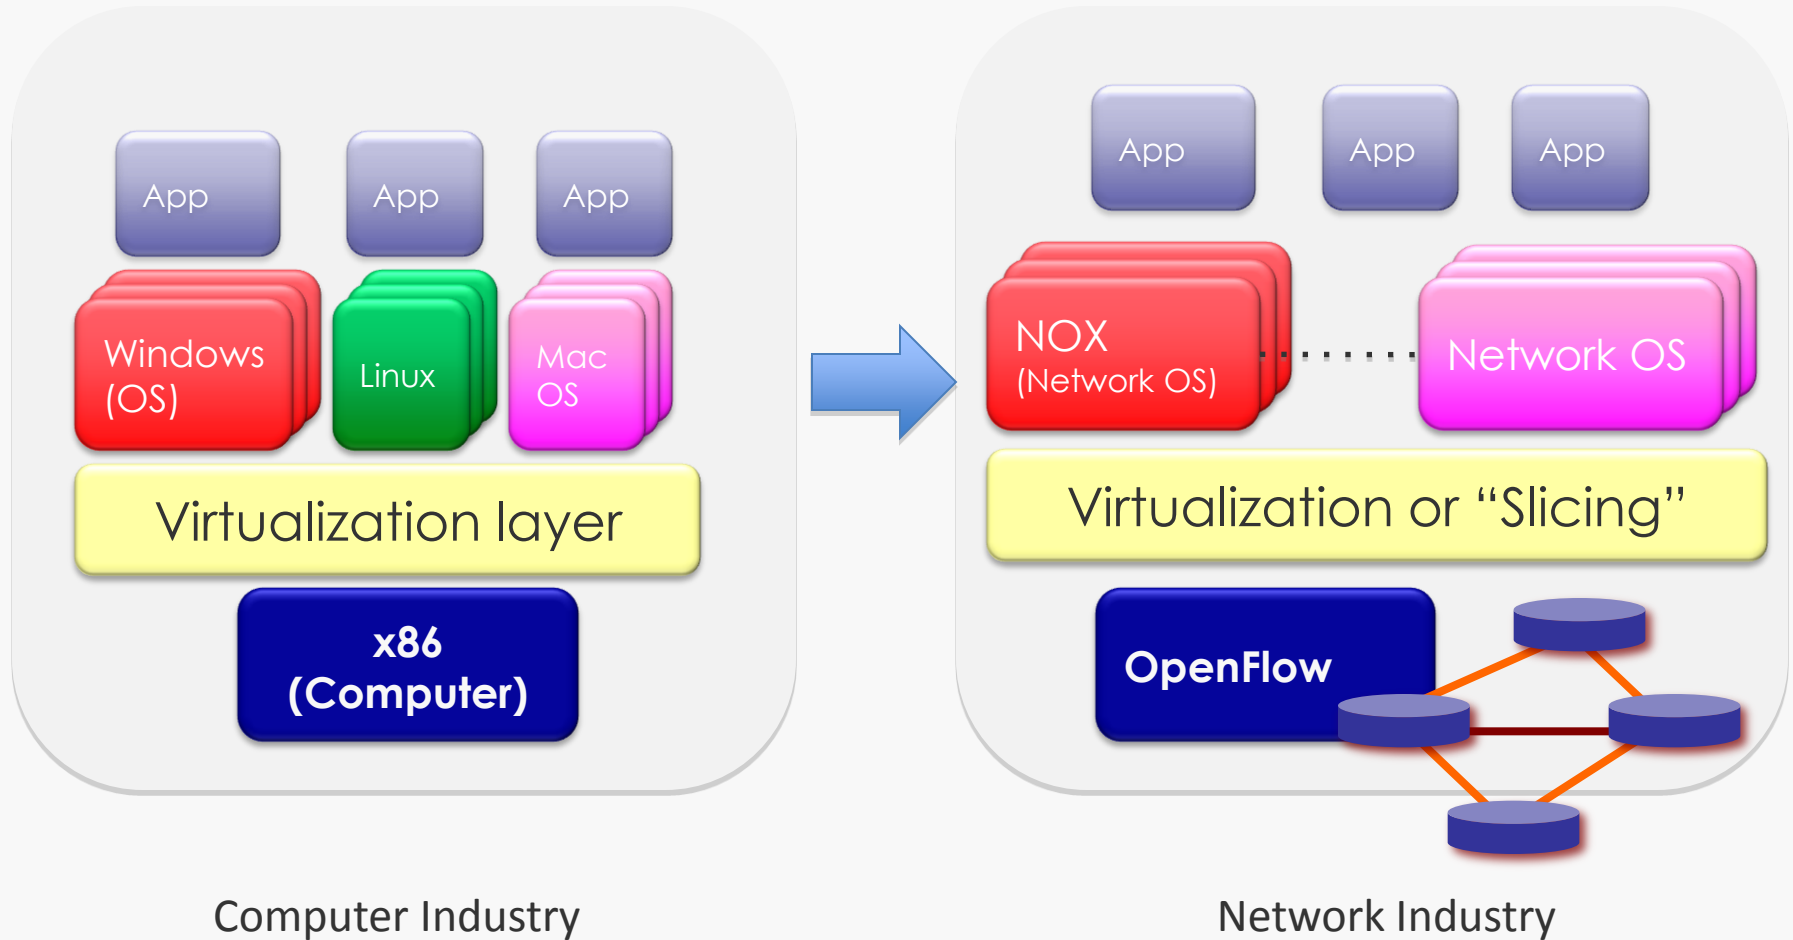 App
App
App
Windows
(OS)
Linux
Mac
OS
Virtualization layer
x86
(Computer)
Computer Industry
App
App
App
NOX
(Network OS)
Network OS
Virtualization or “Slicing”
OpenFlow
Network Industry